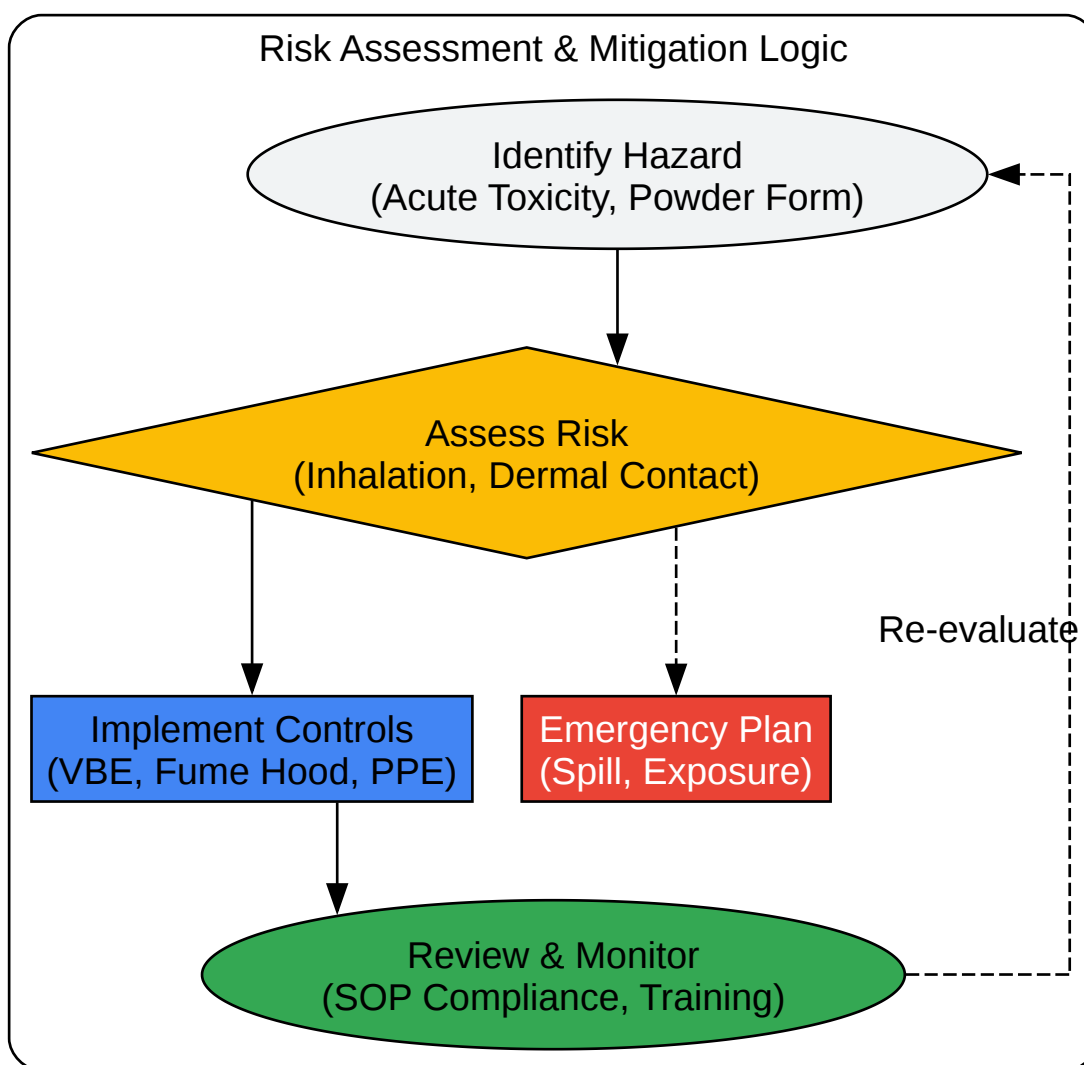 Risk Assessment & Mitigation Logic
Identify Hazard
(Acute Toxicity, Powder Form)
Assess Risk
(Inhalation, Dermal Contact)
Re-evaluate
Implement Controls
(VBE, Fume Hood, PPE)
Emergency Plan
(Spill, Exposure)
Review & Monitor
(SOP Compliance, Training)